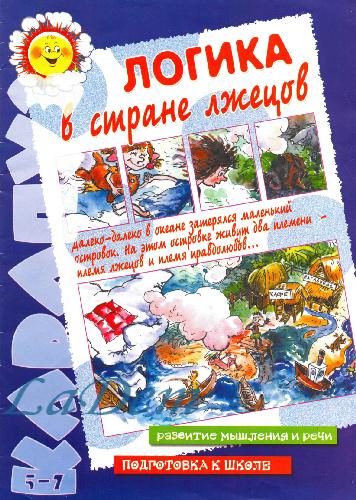 ЛОГИКА
в стране лжецов
далеко-далеко в океане затерялся маленький
островок. На этом островке живут два племени -
племя лжецов и племя правдолюбов...
КАФЕ!
КАРАПУЗ
5-7
развитие мышления и речи
подготовка к школе